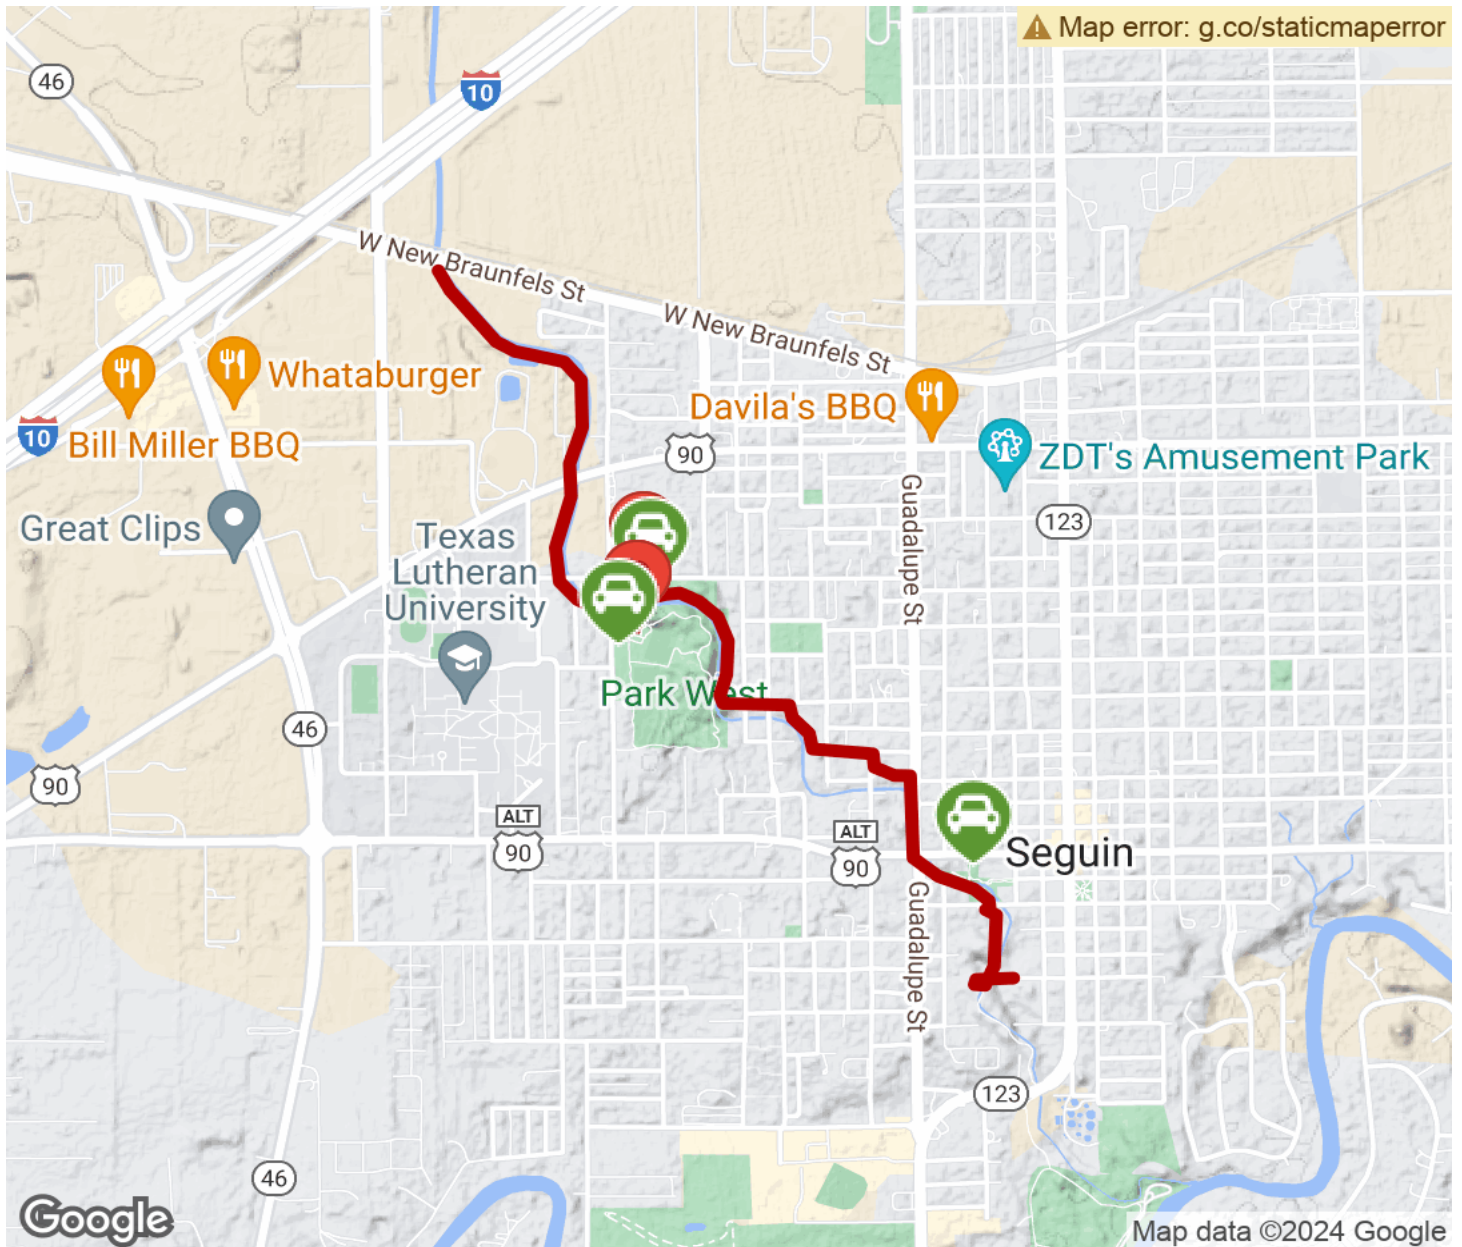 Map error: g.co/staticmaperror
46
10
W New Braunfels St
W New Braunfels St
Whataburger
Davila's BBQ
10
Bill Miller BBQ
90
ZDT's Amusement Park
Great Clips
Guadalupe St
123
Texas
Lutheran
University
Park West
46
90
ALT
90
ALT
90
Seguin
Guadalupe St
123
46
Google
Map data ©2024 Google